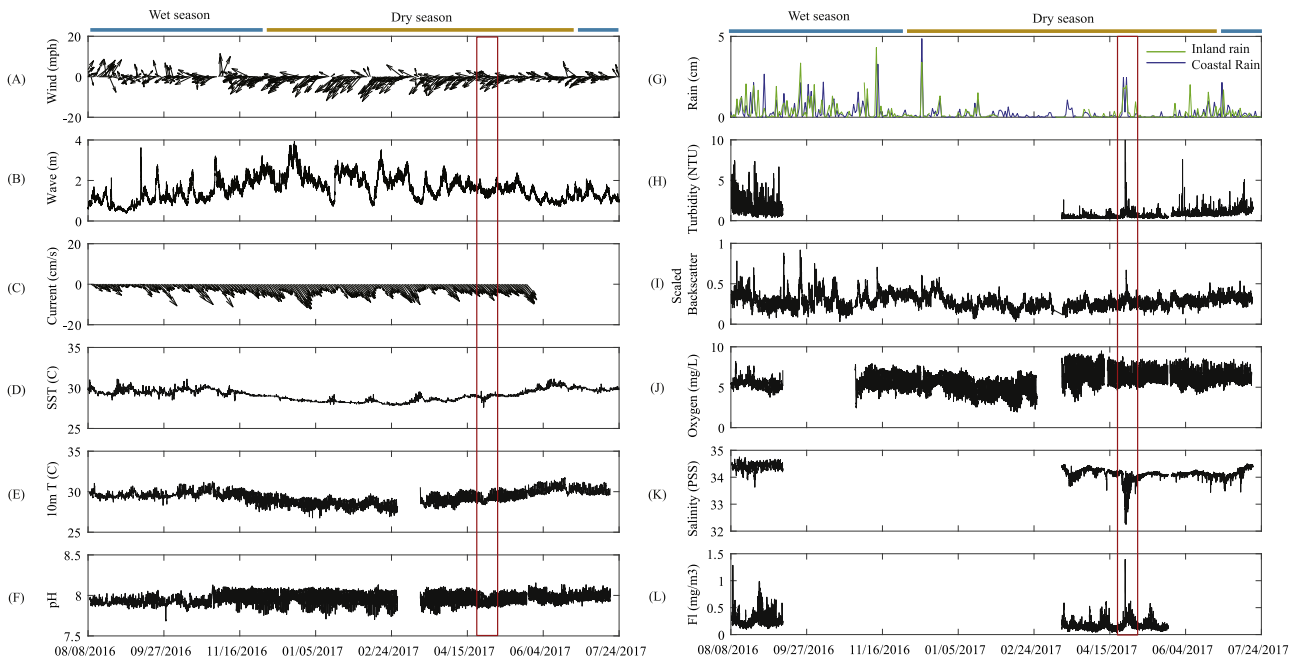 Wet season
Dry season
(A)
Wind (mph)
20
0
-20
(B)
Wave (m)
4
2
0
(C)
Current (cm/s)
20
0
-20
(D)
SST (C)
35
30
25
(E)
10m T (C)
35
30
25
(F)
pH
8.5
8
7.5
08/08/2016 09/27/2016 11/16/2016 01/05/2017 02/24/2017 04/15/2017 06/04/2017 07/24/2017
Wet season
Dry season
(G)
Rain (cm)
5
0
Inland rain
Coastal Rain
(H)
Turbidity (NTU)
10
5
0
(I)
Scaled
Backscatter
1
0.5
0
(J)
Oxygen (mg/L)
10
5
0
(K)
Salinity (PSS)
35
34
33
32
(L)
Fl (mg/m3)
1.5
1
0.5
0
08/08/2016 09/27/2016 11/16/2016 01/05/2017 02/24/2017 04/15/2017 06/04/2017 07/24/2017